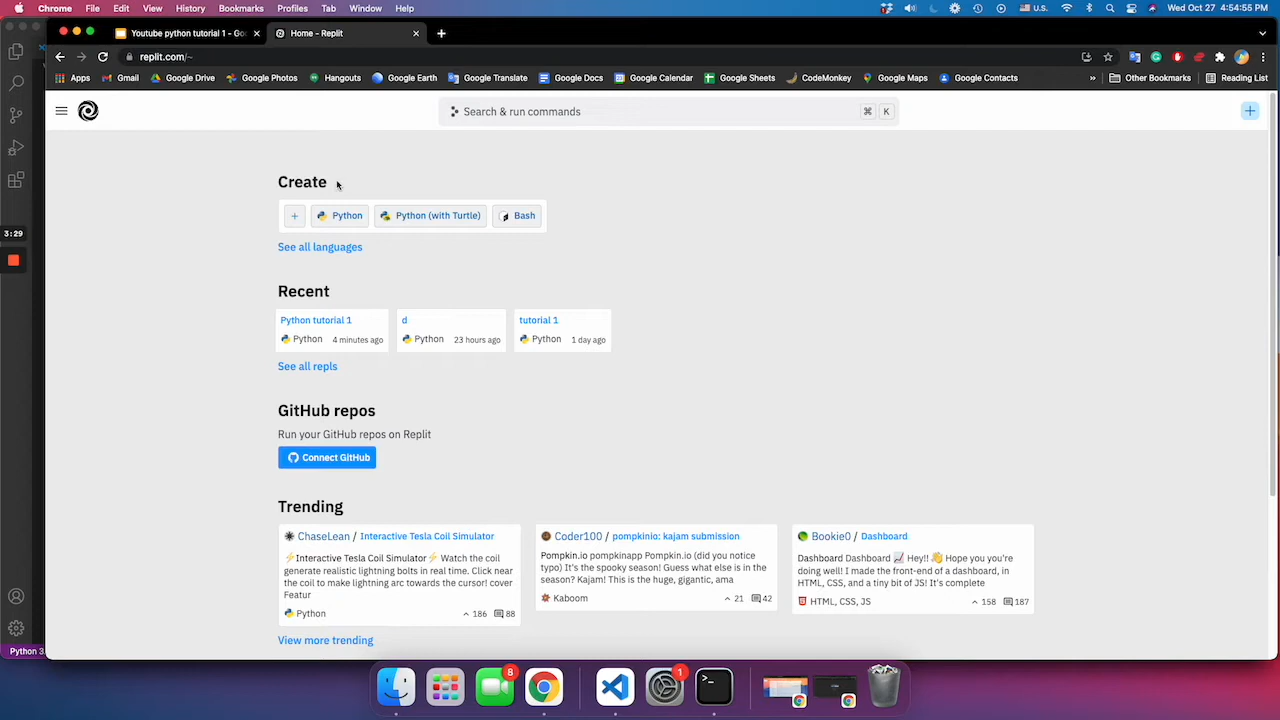 Chrome File Edit View History Bookmarks Profiles Tab Window Help U.S. Wed Oct 27 4:54:55 PM
Youtube python tutorial 1 - Goo Home - Replit
replit.com/~
Apps Gmail Google Drive Google Photos Hangouts Google Earth Google Translate Google Docs Google Calendar Google Sheets CodeMonkey Google Maps Google Contacts » Other Bookmarks Reading List
Search & run commands ⌘ K
Create
+ Python Python (with Turtle) Bash
See all languages
3:29
Recent
Python tutorial 1 d tutorial 1
Python 4 minutes ago Python 23 hours ago Python 1 day ago
See all repls
GitHub repos
Run your GitHub repos on Replit
Connect GitHub
Trending
ChaseLean / Interactive Tesla Coil Simulator
⚡Interactive Tesla Coil Simulator⚡ Watch the coil
generate realistic lightning bolts in real time. Click near
the coil to make lightning arc towards the cursor! cover
Featur
Python 186 88
Coder100 / pompkinio: kajam submission
Pompkin.io pompkinapp Pompkin.io (did you notice
typo) It's the spooky season! Guess what else is in the
season? Kajam! This is the huge, gigantic, ama
Kaboom 21 42
Bookie0 / Dashboard
Dashboard Dashboard 📈 Hey!! 👋 Hope you you're
doing well! I made the front-end of a dashboard, in
HTML, CSS, and a tiny bit of JS! It's complete
HTML, CSS, JS 158 187
View more trending
Python 3.
8 1